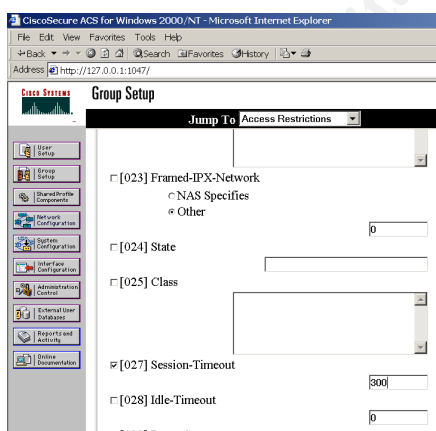 CiscoSecure ACS for Windows 2000/NT - Microsoft Internet Explorer
File Edit View Favorites Tools Help
Back Search Favorites History
Address http://127.0.0.1:1047/
CISCO SYSTEMS
Group Setup
Jump To Access Restrictions
User Setup
Group Setup
Shared Profile Components
Network Configuration
System Configuration
Interface Configuration
Administration Control
External User Databases
Reports and Activity
Online Documentation
[023] Framed-IPX-Network
NAS Specifies
Other
0
[024] State
[025] Class
[027] Session-Timeout
300
[028] Idle-Timeout
0